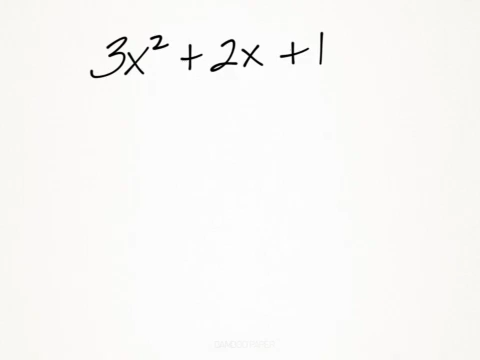 3x² + 2x + 1